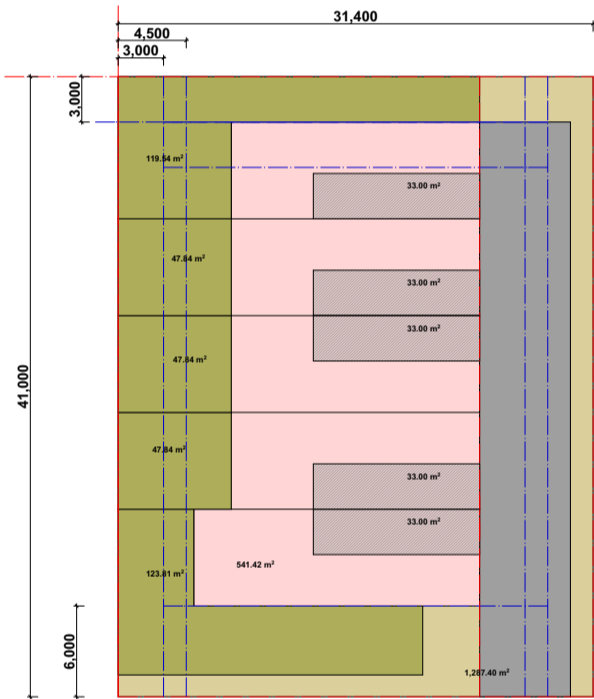 31,400
4,500
3,000
3,000
119.54 m²
33.00 m²
47.84 m²
33.00 m²
33.00 m²
47.84 m²
41,000
47.84 m²
33.00 m²
33.00 m²
541.42 m²
123.81 m²
6,000
1,287.40 m²